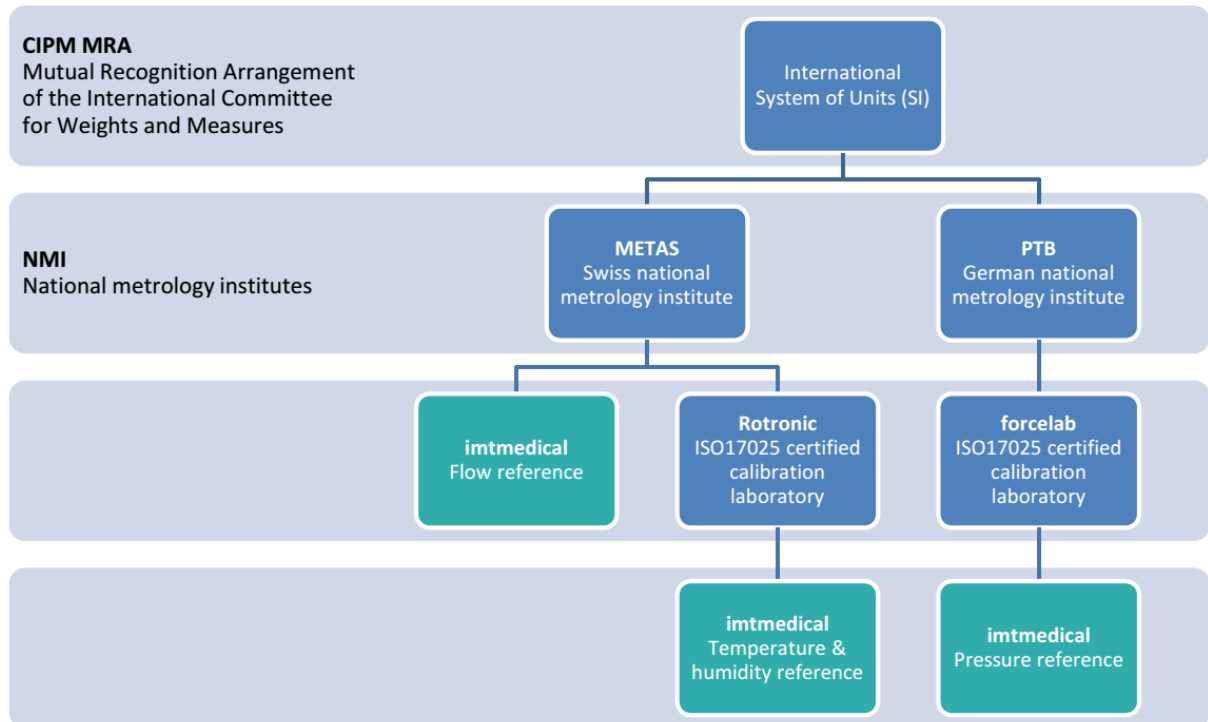 CIPM MRA
Mutual Recognition Arrangement
of the International Committee
for Weights and Measures
International
System of Units (SI)
NMI
National metrology institutes
METAS
Swiss national
metrology institute
PTB
German national
metrology institute
imtmedical
Flow reference
Rotronic
ISO17025 certified
calibration
laboratory
forcelab
ISO17025 certified
calibration
laboratory
imtmedical
Temperature &
humidity reference
imtmedical
Pressure reference